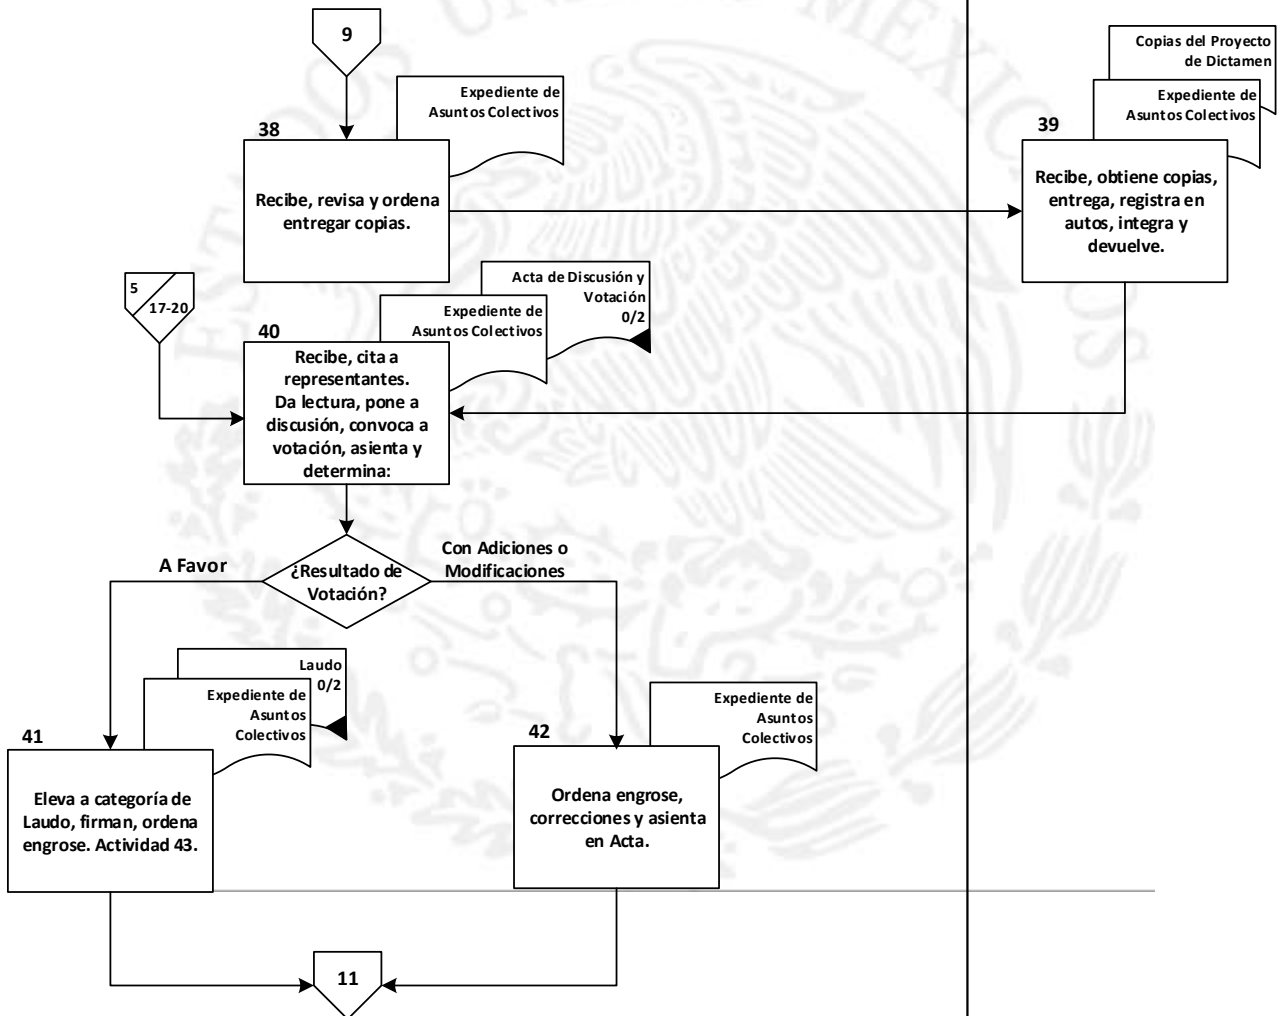 9
Expediente de
Asuntos Colectivos
38
Recibe, revisa y ordena
entregar copias.
Copias del Proyecto
de Dictamen
Expediente de
Asuntos Colectivos
39
Recibe, obtiene copias,
entrega, registra en
autos, integra y
devuelve.
5
17-20
Acta de Discusión y
Votación
0/2
Expediente de
Asuntos Colectivos
40
Recibe, cita a
representantes.
Da lectura, pone a
discusión, convoca a
votación, asienta y
determina:
¿Resultado de
Votación?
A Favor
Con Adiciones o
Modificaciones
Laudo
0/2
Expediente de
Asuntos
Colectivos
41
Eleva a categoría de
Laudo, firman, ordena
engrose. Actividad 43.
Expediente de
Asuntos
Colectivos
42
Ordena engrose,
correcciones y asienta
en Acta.
11
ESTADOS UNIDOS MEXICANOS